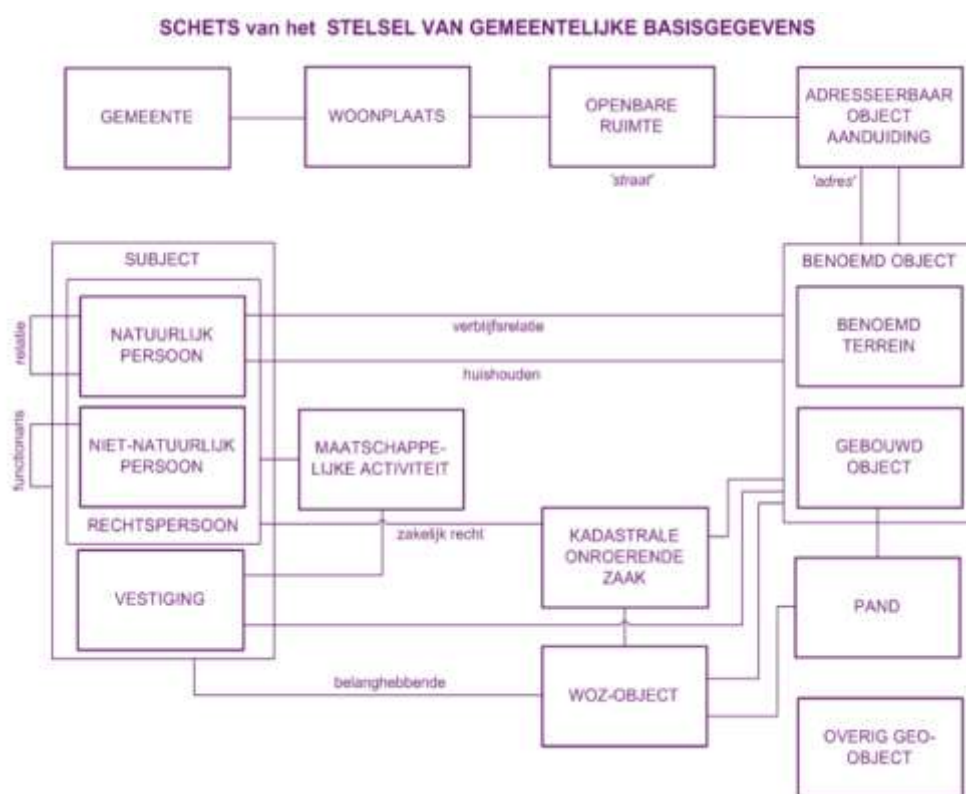 SCHETS van het STELSEL VAN GEMEENTELIJKE BASISGEGEVENS
GEMEENTE
WOONPLAATS
OPENBARE
RUIMTE
ADRESSEERBAAR
OBJECT
AANDUIDING
'straat'
'adres'
SUBJECT
BENOEMD OBJECT
NATUURLIJK
PERSOON
relatie
verblijfsrelatie
huishouden
BENOEMD
TERREIN
functionaris
NIET-NATUURLIJK
PERSOON
MAATSCHAPPE-
LIJKE ACTIVITEIT
GEBOUWD
OBJECT
RECHTSPERSOON
zakelijk recht
KADASTRALE
ONROERENDE
ZAAK
VESTIGING
PAND
belanghebbende
WOZ-OBJECT
OVERIG GEO-
OBJECT